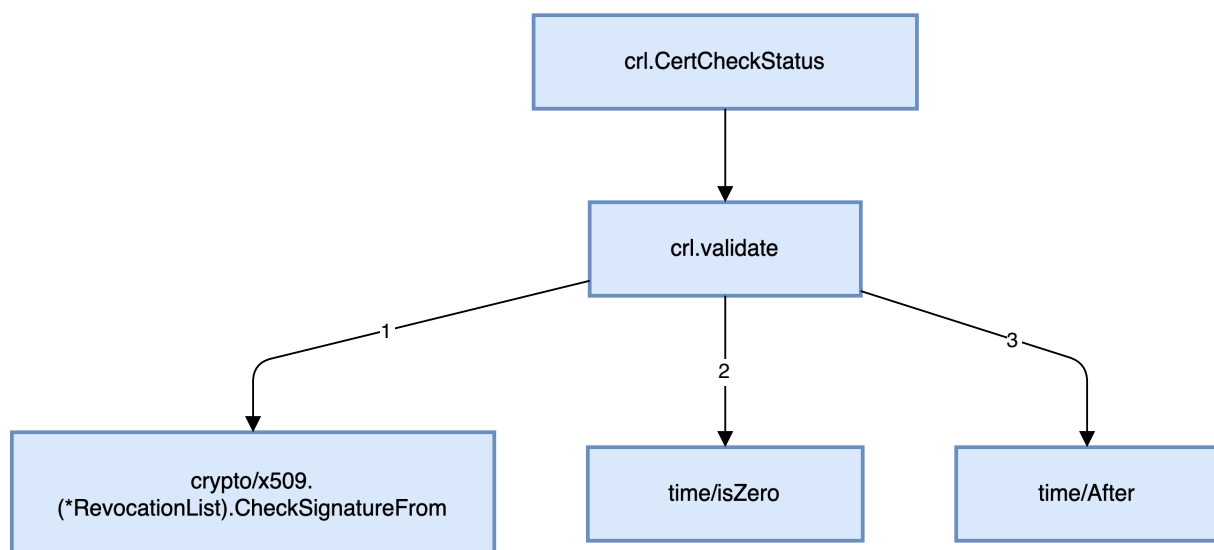 crl.CertCheckStatus
crl.validate
1
2
3
crypto/x509.
(*RevocationList).CheckSignatureFrom
time/isZero
time/After